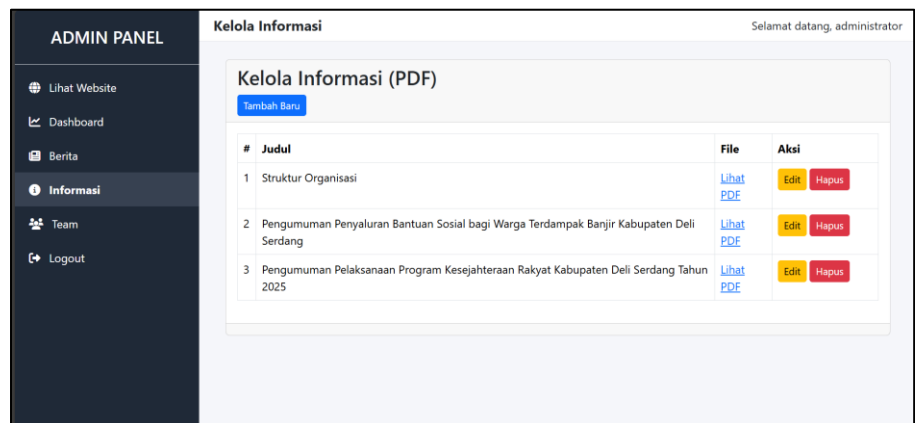 ADMIN PANEL
Lihat Website
Dashboard
Berita
Informasi
Team
Logout
Kelola Informasi
Selamat datang, administrator
Kelola Informasi (PDF)
Tambah Baru
# Judul File Aksi
1 Struktur Organisasi Lihat PDF Edit Hapus
2 Pengumuman Penyaluran Bantuan Sosial bagi Warga Terdampak Banjir Kabupaten Deli
Serdang Lihat PDF Edit Hapus
3 Pengumuman Pelaksanaan Program Kesejahteraan Rakyat Kabupaten Deli Serdang Tahun
2025 Lihat PDF Edit Hapus